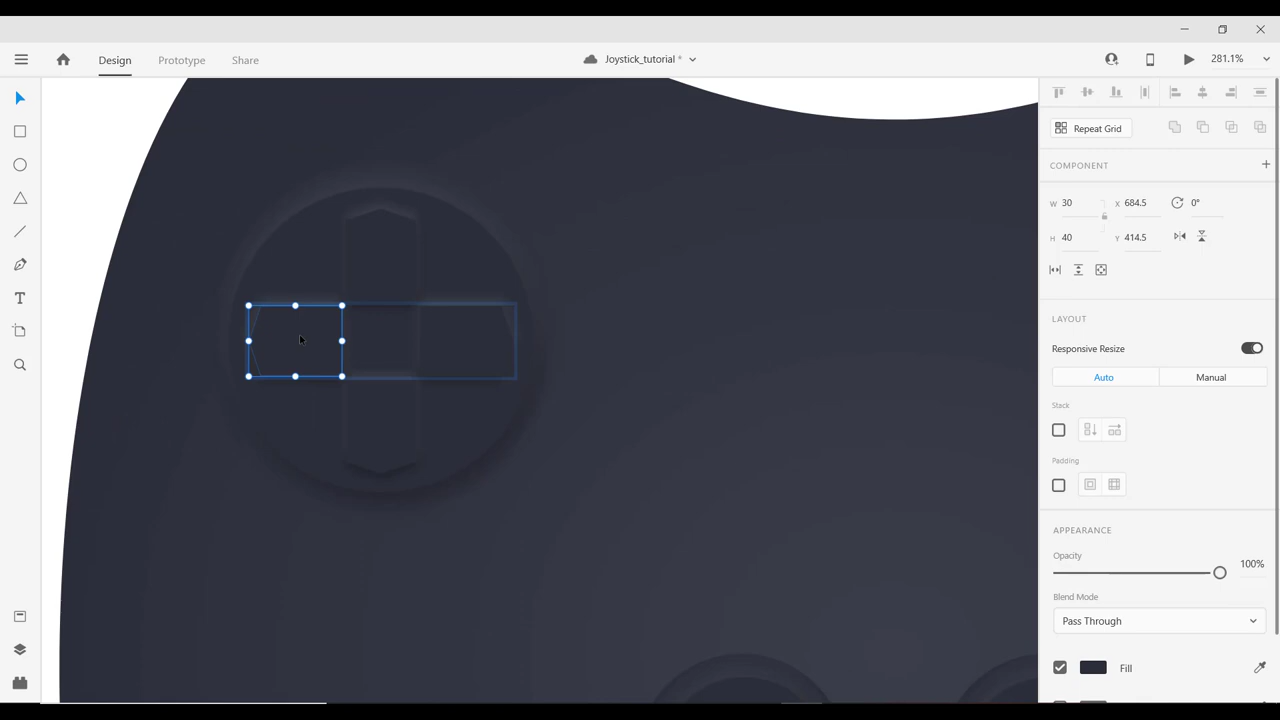 Design Prototype Share Joystick_tutorial * 281.1%
Repeat Grid
COMPONENT +
W 30 X 684.5 0°
H 40 Y 414.5
LAYOUT
Responsive Resize
Auto Manual
Stack
Padding
APPEARANCE
Opacity
100%
Blend Mode
Pass Through
Fill
T